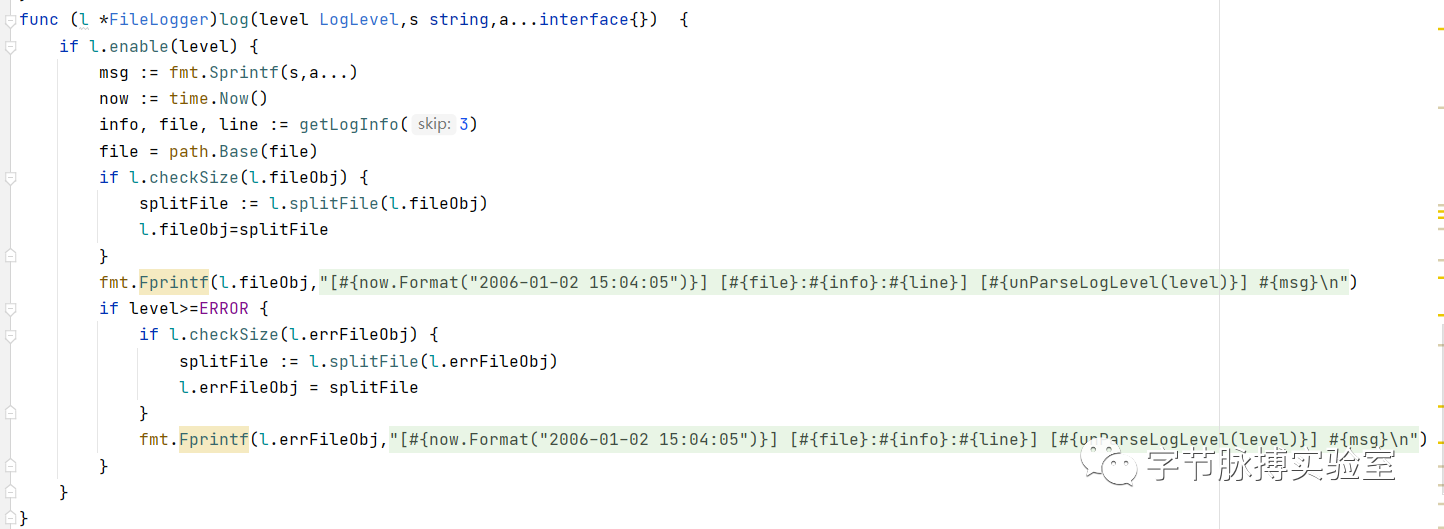 func (l *FileLogger)log(level LogLevel,s string,a...interface{})  {
    if l.enable(level) {
        msg := fmt.Sprintf(s,a...)
        now := time.Now()
        info, file, line := getLogInfo( skip: 3)
        file = path.Base(file)
        if l.checkSize(l.fileObj) {
            splitFile := l.splitFile(l.fileObj)
            l.fileObj=splitFile
        }
        fmt.Fprintf(l.fileObj,"[#{now.Format("2006-01-02 15:04:05")}] [#{file}:#{info}:#{line}] [#{unParseLogLevel(level)}] #{msg}\n")
        if level>=ERROR {
            if l.checkSize(l.errFileObj) {
                splitFile := l.splitFile(l.errFileObj)
                l.errFileObj = splitFile
            }
            fmt.Fprintf(l.errFileObj,"[#{now.Format("2006-01-02 15:04:05")}] [#{file}:#{info}:#{line}] [#{unParseLogLevel(level)}] #{msg}\n")
        }
字节脉搏实验室
    }
}